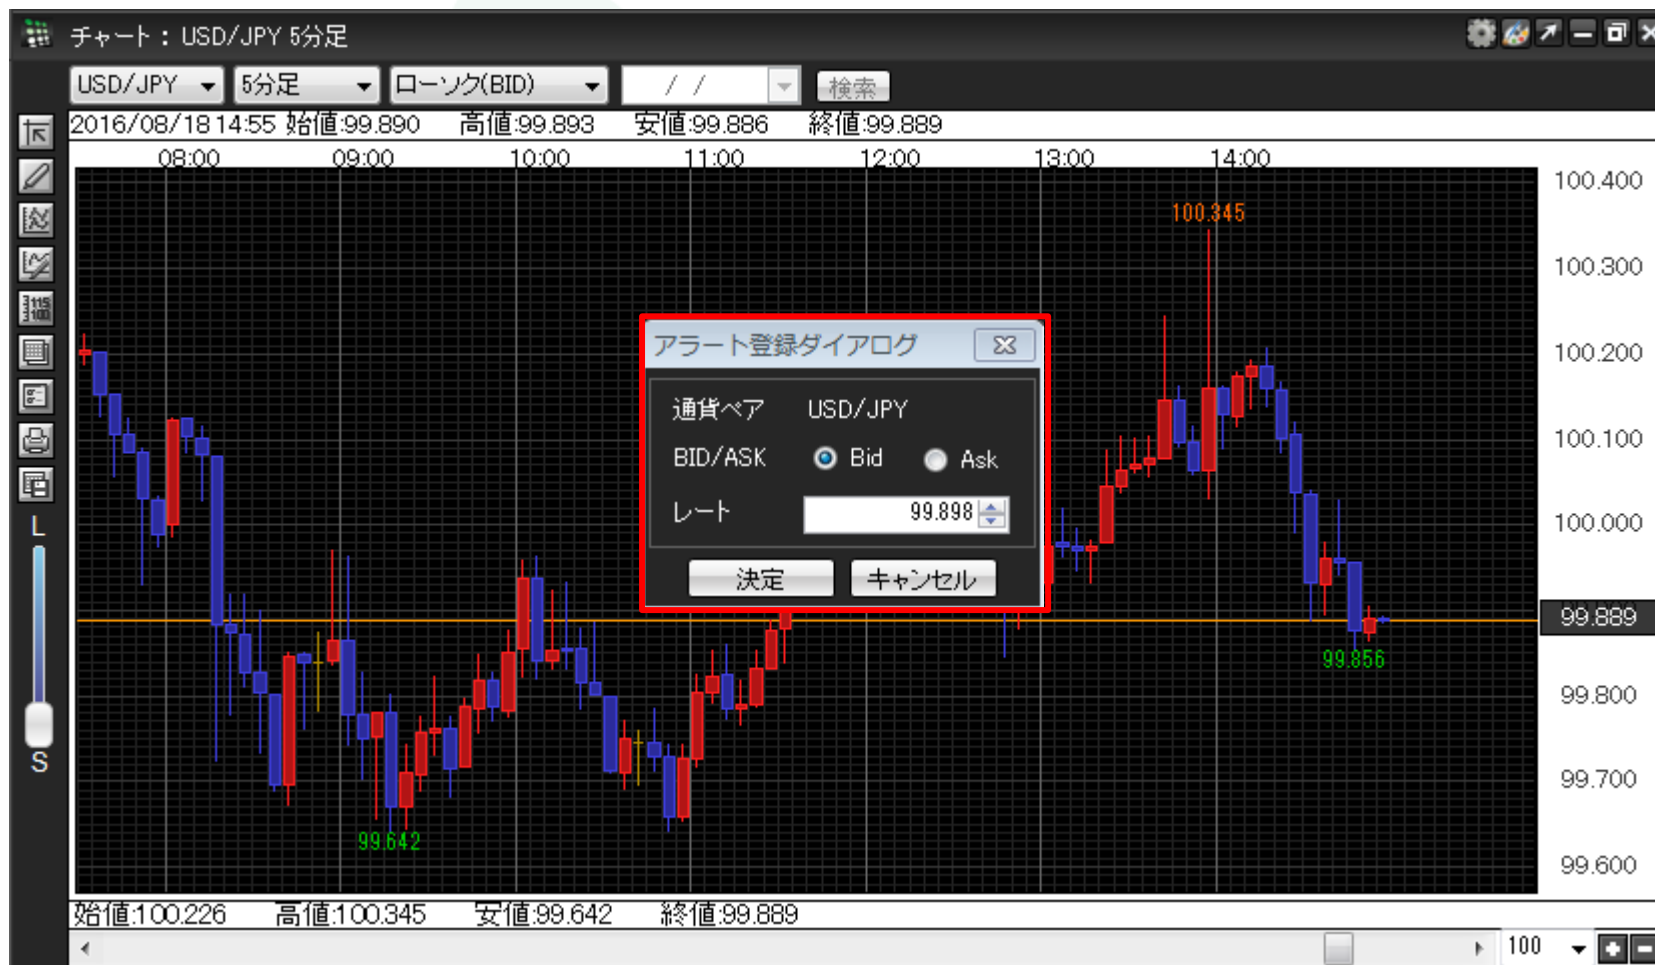 チャート： USD/JPY 5分足
USD/JPY 5分足 ローソク(BID) / / 検索
2016/08/18 14:55 始値:99.890 高値:99.893 安値:99.886 終値:99.889
08:00 09:00 10:00 11:00 12:00 13:00 14:00
100.400
100.345
100.300
アラート登録ダイアログ
100.200
通貨ペア USD/JPY
100.100
BID/ASK Bid Ask
レート 99.898
100.000
決定 キャンセル
99.889
99.856
99.800
99.700
99.642
99.600
115
100
L
S
始値:100.226 高値:100.345 安値:99.642 終値:99.889
100